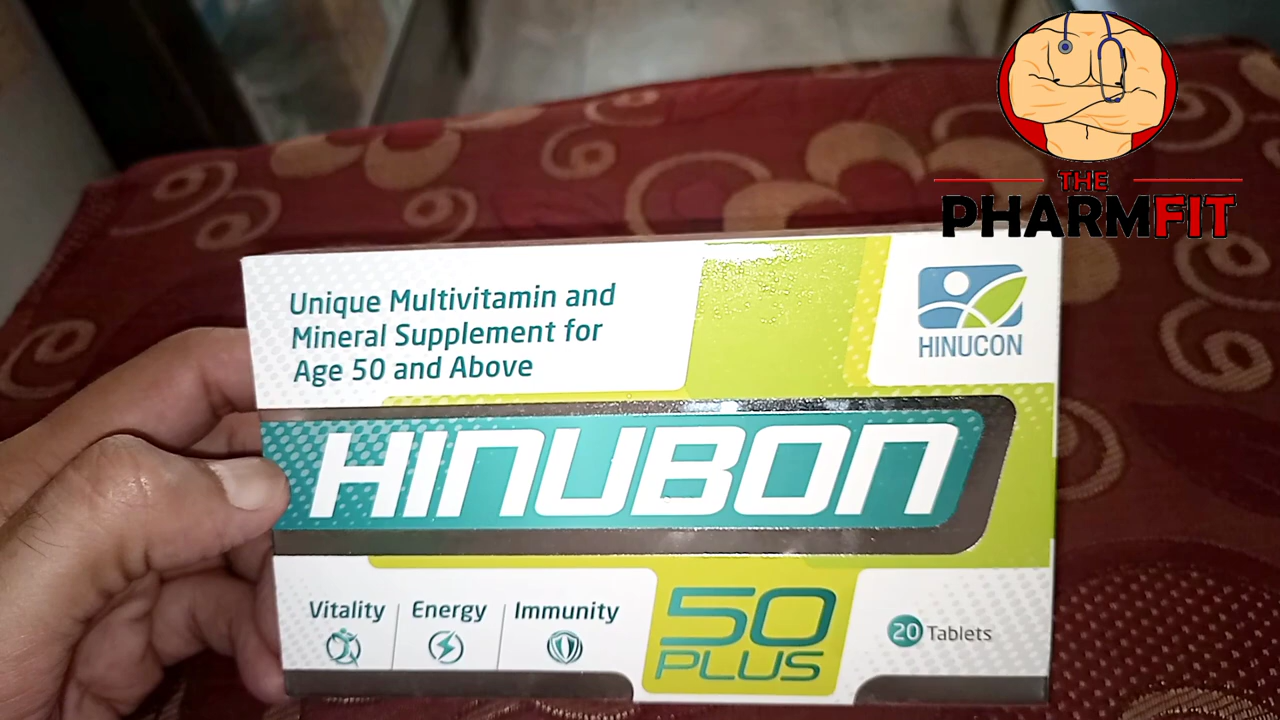 THE
PHARMFIT
Unique Multivitamin and
Mineral Supplement for
Age 50 and Above
HINUCON
HINUBON
Vitality
Energy
Immunity
50
PLUS
20 Tablets